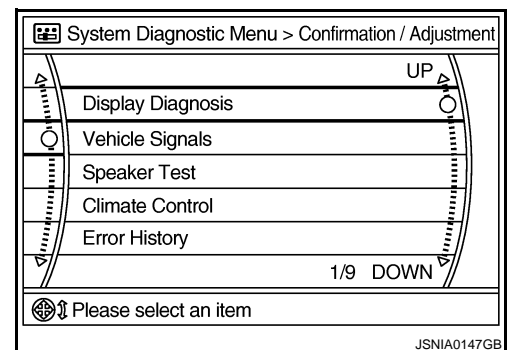 System Diagnostic Menu > Confirmation / Adjustment
UP
Display Diagnosis
Vehicle Signals
Speaker Test
Climate Control
Error History
1/9 DOWN
Please select an item
JSNIA0147GB